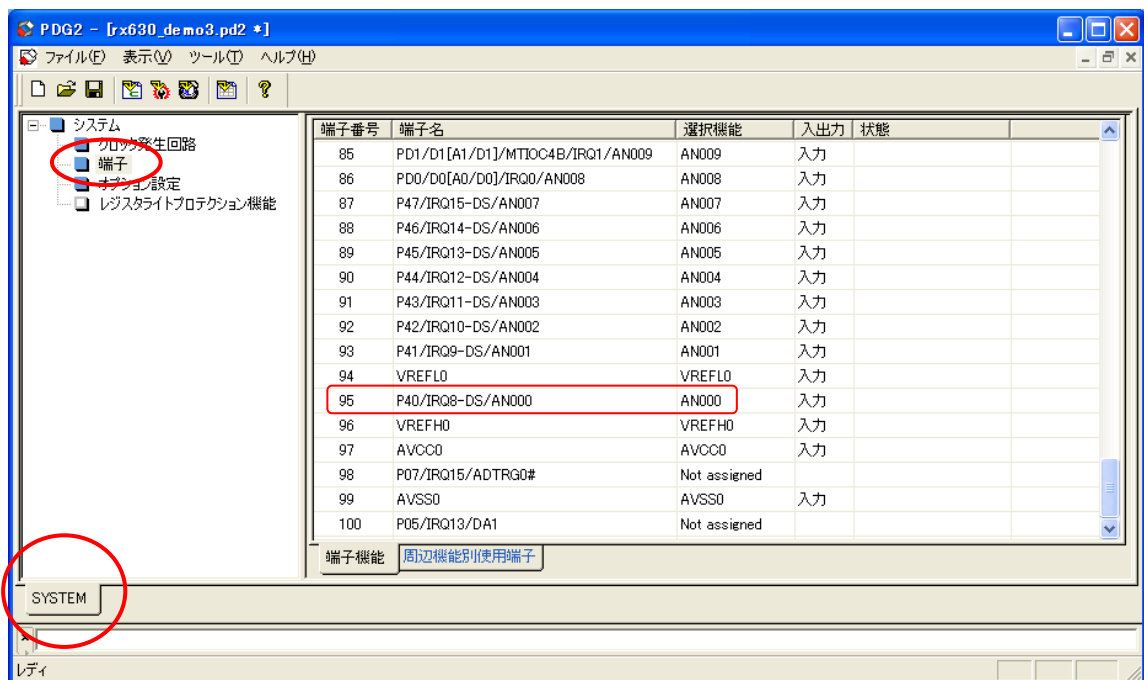 PDG2 - [rx630_demo3.pd2 *]
ファイル(F) 表示(V) ツール(T) ヘルプ(H)
システム
クロック発生回路
端子
オプション設定
レジスタライトプロテクション機能
端子番号 端子名 選択機能 入出力 状態
85 PD1/D1[A1/D1]/MTIOC4B/IRQ1/AN009 AN009 入力
86 PD0/D0[A0/D0]/IRQ0/AN008 AN008 入力
87 P47/IRQ15-DS/AN007 AN007 入力
88 P46/IRQ14-DS/AN006 AN006 入力
89 P45/IRQ13-DS/AN005 AN005 入力
90 P44/IRQ12-DS/AN004 AN004 入力
91 P43/IRQ11-DS/AN003 AN003 入力
92 P42/IRQ10-DS/AN002 AN002 入力
93 P41/IRQ9-DS/AN001 AN001 入力
94 VREFL0 VREFL0 入力
95 P40/IRQ8-DS/AN000 AN000 入力
96 VREFH0 VREFH0 入力
97 AVCC0 AVCC0 入力
98 P07/IRQ15/ADTRG0# Not assigned
99 AVSS0 AVSS0 入力
100 P05/IRQ13/DA1 Not assigned
端子機能 周辺機能別使用端子
SYSTEM
レディ